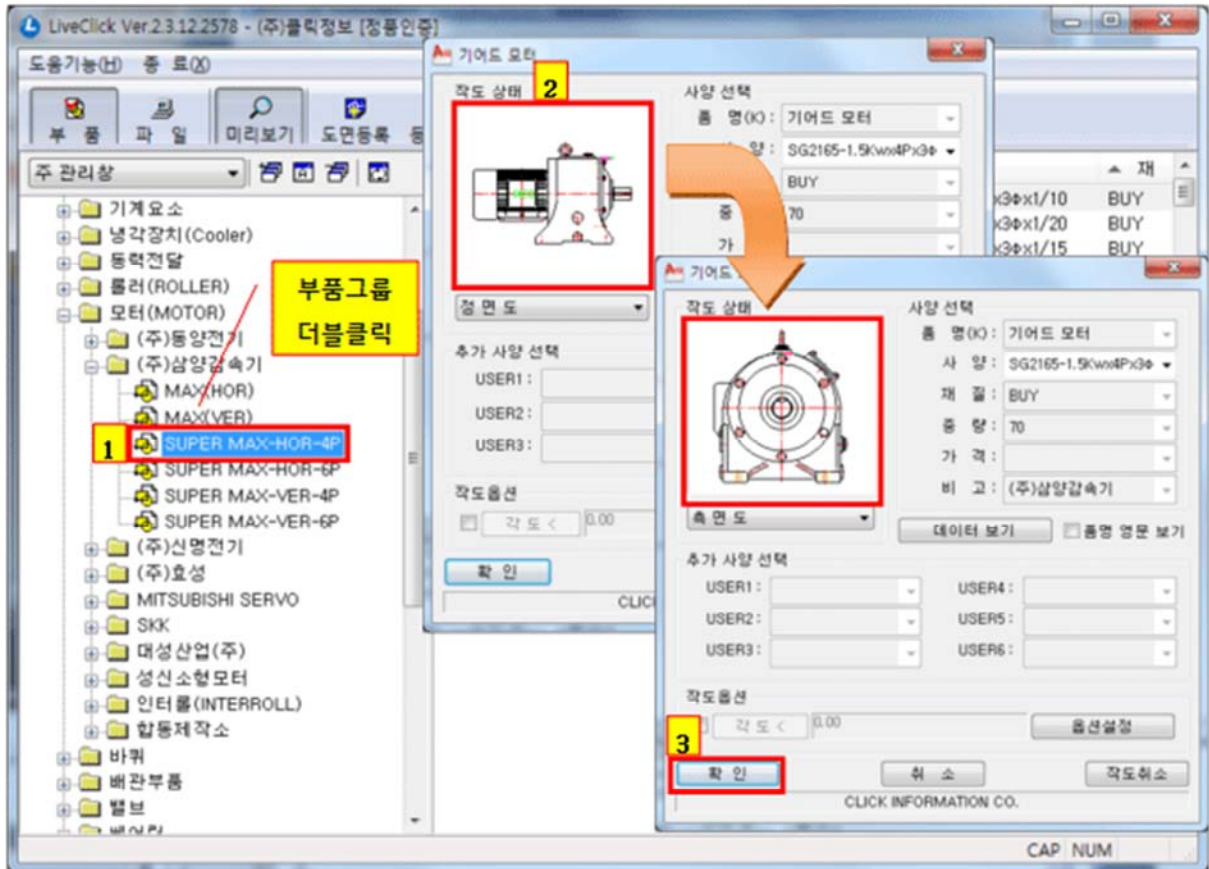 LiveClick Ver.2.3.12.2578 - (주)클릭정보 [정품인증]
도움기능(H) 종 료(X)
부 품 파 일 미리보기 도면등록
주 관리창
기계요소
냉각장치(Cooler)
동력전달
롤러(ROLLER)
모터(MOTOR)
(주)동양전기
(주)삼양감속기
MAX(HOR)
MAX(VER)
1
SUPER MAX-HOR-4P
SUPER MAX-HOR-6P
SUPER MAX-VER-4P
SUPER MAX-VER-6P
(주)신명전기
(주)효성
MITSUBISHI SERVO
SKK
대성산업(주)
성신소형모터
인터롤(INTERROLL)
합동제작소
바퀴
배관부품
밸브
부품그룹
더블클릭
기어드 모터
작도 상태
2
정 면 도
추가 사양 선택
USER1 :
USER2 :
USER3 :
작도옵션
각 도 < 0.00
확 인
사양 선택
품 명(K) : 기어드 모터
양 : SG2165-1.5Kwx4Px3Φ
BUY
중 70
가
재
x3Φx1/10 BUY
x3Φx1/20 BUY
x3Φx1/15 BUY
기어드
작도 상태
측 면 도
사양 선택
품 명(K) : 기어드 모터
사 양 : SG2165-1.5Kwx4Px3Φ
재 질 : BUY
중 량 : 70
가 격 :
비 고 : (주)삼양감속기
데이터 보기 품명 영문 보기
추가 사양 선택
USER1 : USER4 :
USER2 : USER5 :
USER3 : USER6 :
작도옵션
각 도 < 0.00 옵션설정
3
확 인 취 소 작도취소
CLICK INFORMATION CO.
CAP NUM